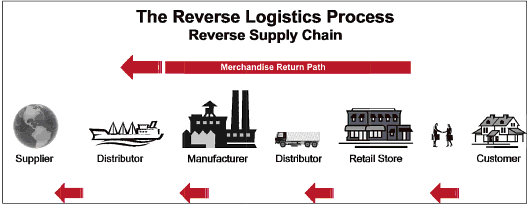 The Reverse Logistics Process
Reverse Supply Chain
Merchandise Return Path
Supplier Distributor Manufacturer Distributor Retail Store Customer